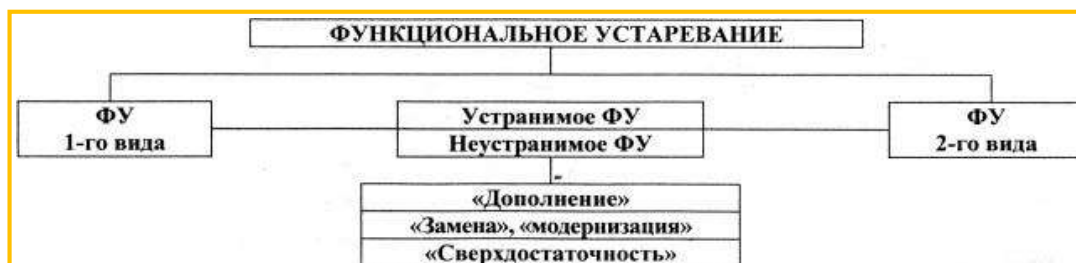 ФУНКЦИОНАЛЬНОЕ УСТАРЕВАНИЕ
ФУ
1-го вида
Устранимое ФУ
Неустранимое ФУ
ФУ
2-го вида
«Дополнение»
«Замена», «модернизация»
«Сверхдостаточность»